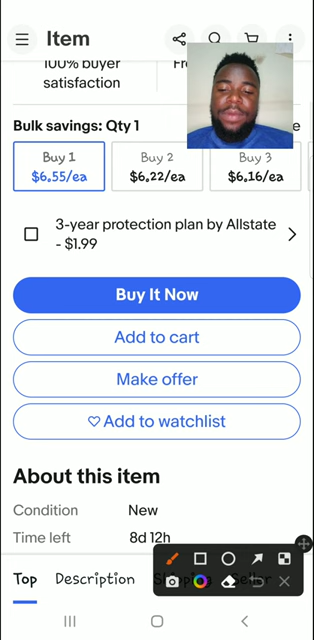 Item
100% buyer
satisfaction
Fr
Bulk savings: Qty 1
e
Buy 1
$6.55/ea
Buy 2
$6.22/ea
Buy 3
$6.16/ea
3-year protection plan by Allstate
- $1.99
Buy It Now
Add to cart
Make offer
Add to watchlist
About this item
Condition New
Time left 8d 12h
Top Description